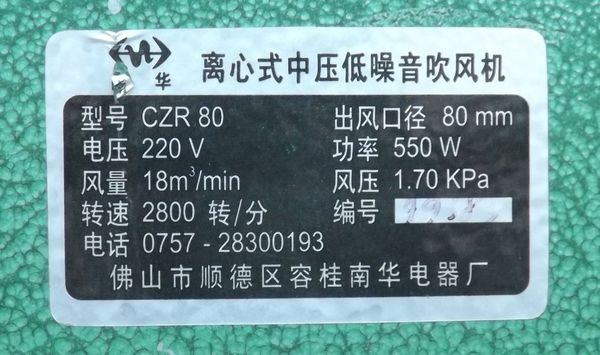 华 离心式中压低噪音吹风机
型号 CZR 80 出风口径 80 mm
电压 220 V 功率 550 W
风量 18m³/min 风压 1.70 KPa
转速 2800 转/分 编号
电话 0757 - 28300193
佛山市顺德区容桂南华电器厂